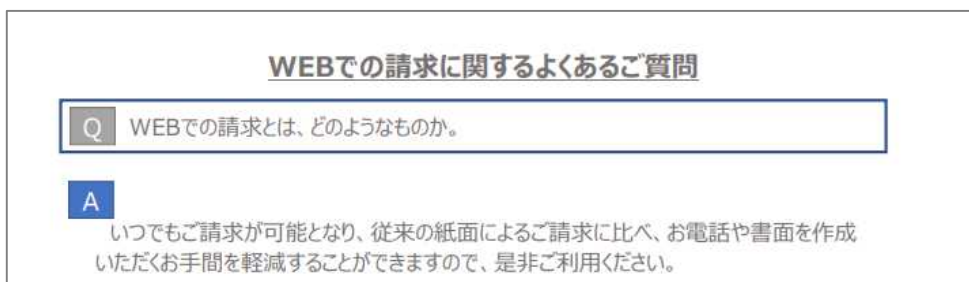 WEBでの請求に関するよくあるご質問
Q WEBでの請求とは、どのようなものか。
A
いつでもご請求が可能となり、従来の紙面によるご請求に比べ、お電話や書面を作成
いただくお手間を軽減することができますので、是非ご利用ください。